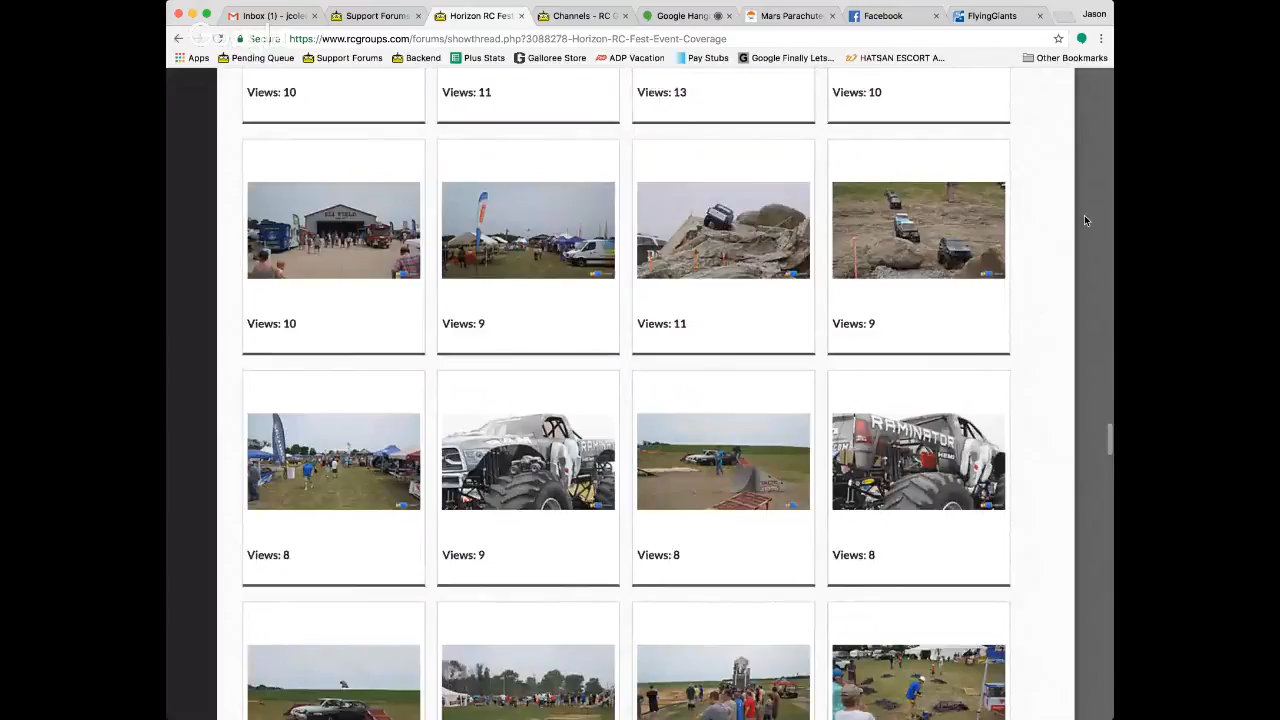 Inbox (1) - jcole
Support Forums
Horizon RC Fest
Channels - RC G
Google Hang
Mars Parachute
Facebook
FlyingGiants
Jason
https://www.rcgroups.com/forums/showthread.php?3088278-Horizon-RC-Fest-Event-Coverage
Apps Pending Queue Support Forums Backend Plus Stats Galloree Store ADP Vacation Pay Stubs Google Finally Lets... HATSAN ESCORT A... Other Bookmarks
Views: 10 Views: 11 Views: 13 Views: 10
ELI FIELD
Views: 10 Views: 9 Views: 11 Views: 9
RAMINATOR
RAMINATOR
HEMI
Views: 8 Views: 9 Views: 8 Views: 8